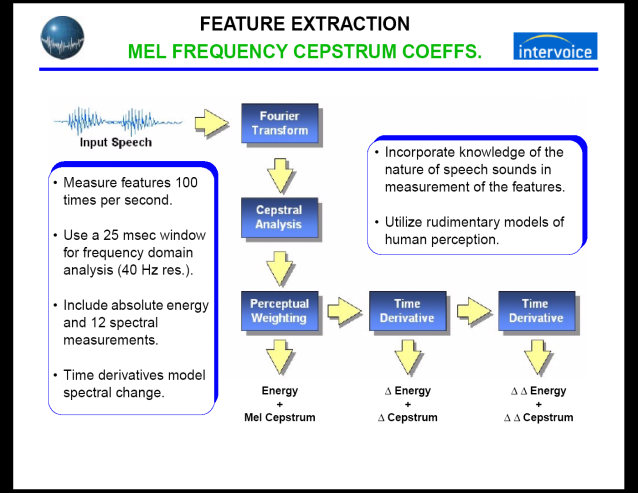 FEATURE EXTRACTION
MEL FREQUENCY CEPSTRUM COEFFS.
intervoice
Input Speech
Fourier
Transform
Cepstral
Analysis
Perceptual
Weighting
Time
Derivative
Time
Derivative
Energy
+
Mel Cepstrum
Δ Energy
+
Δ Cepstrum
Δ Δ Energy
+
Δ Δ Cepstrum
• Measure features 100
times per second.
• Use a 25 msec window
for frequency domain
analysis (40 Hz res.).
• Include absolute energy
and 12 spectral
measurements.
• Time derivatives model
spectral change.
• Incorporate knowledge of the
nature of speech sounds in
measurement of the features.
• Utilize rudimentary models of
human perception.